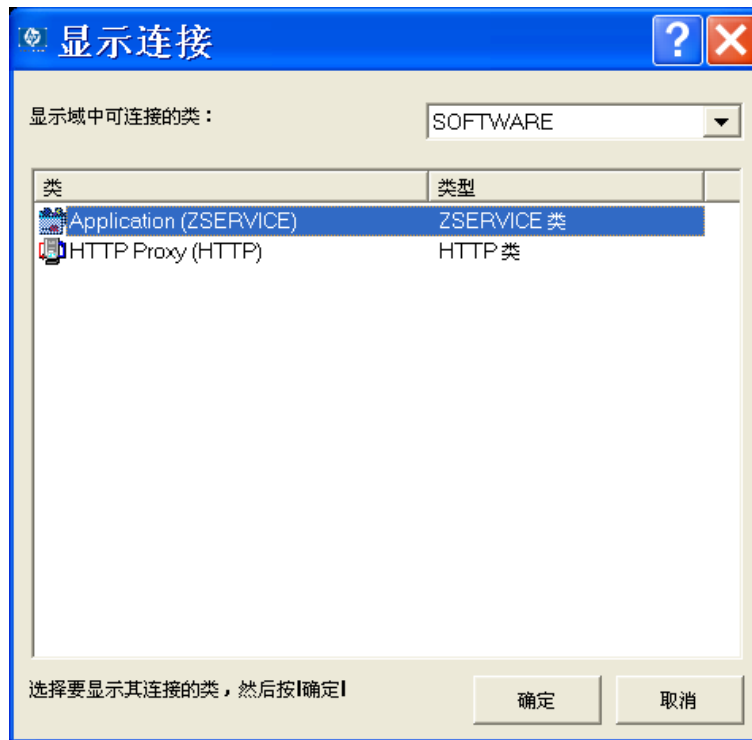 显示连接
显示域中可连接的类：
SOFTWARE
类 类型
Application (ZSERVICE) ZSERVICE 类
HTTP Proxy (HTTP) HTTP 类
选择要显示其连接的类，然后按|确定|
确定 取消